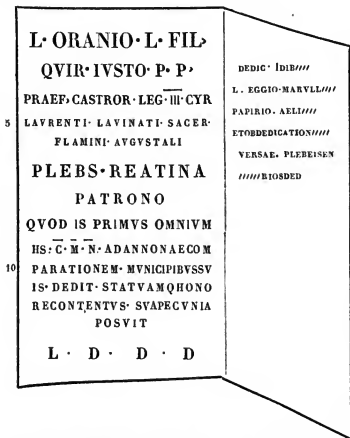 L · ORANIO · L · FIL ›
QVIR · IVSTO · P · P ›
PRAEF › CASTROR · LEG · III · CYR
5 LAVRENTI · LAVINATI · SACER ·
FLAMINI · AVGVSTALI
PLEBS · REATINA
PATRONO
QVOD IS PRIMVS OMNIVM
HS · C̅ · M̅ · N̅ · ADANNONAECOM
10 PARATIONEM · MVNICIPIBVSSV
IS · DEDIT · STATVAMQHONO
RECONTENTVS · SVAPECVNIA
POSVIT
L · D · D · D
DEDIC · IDIB////
L. EGGIO · MARVLL////
PAPIRIO. AELI////
ETOBDEDICATION/////
VERSAE. PLEBEISEN
//////RIOSDED